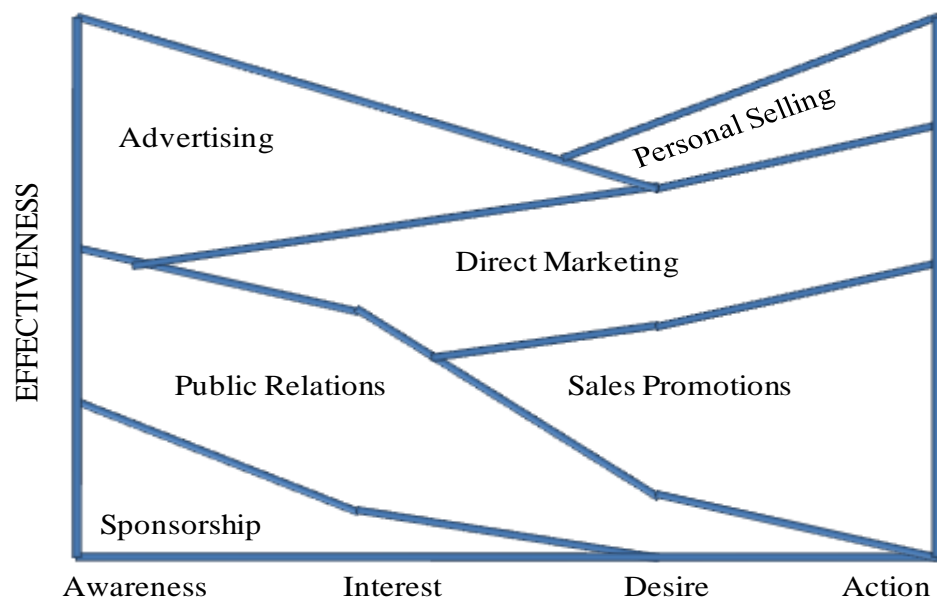 Advertising
Personal Selling
EFFECTIVENESS
Direct Marketing
Public Relations
Sales Promotions
Sponsorship
Awareness Interest Desire Action